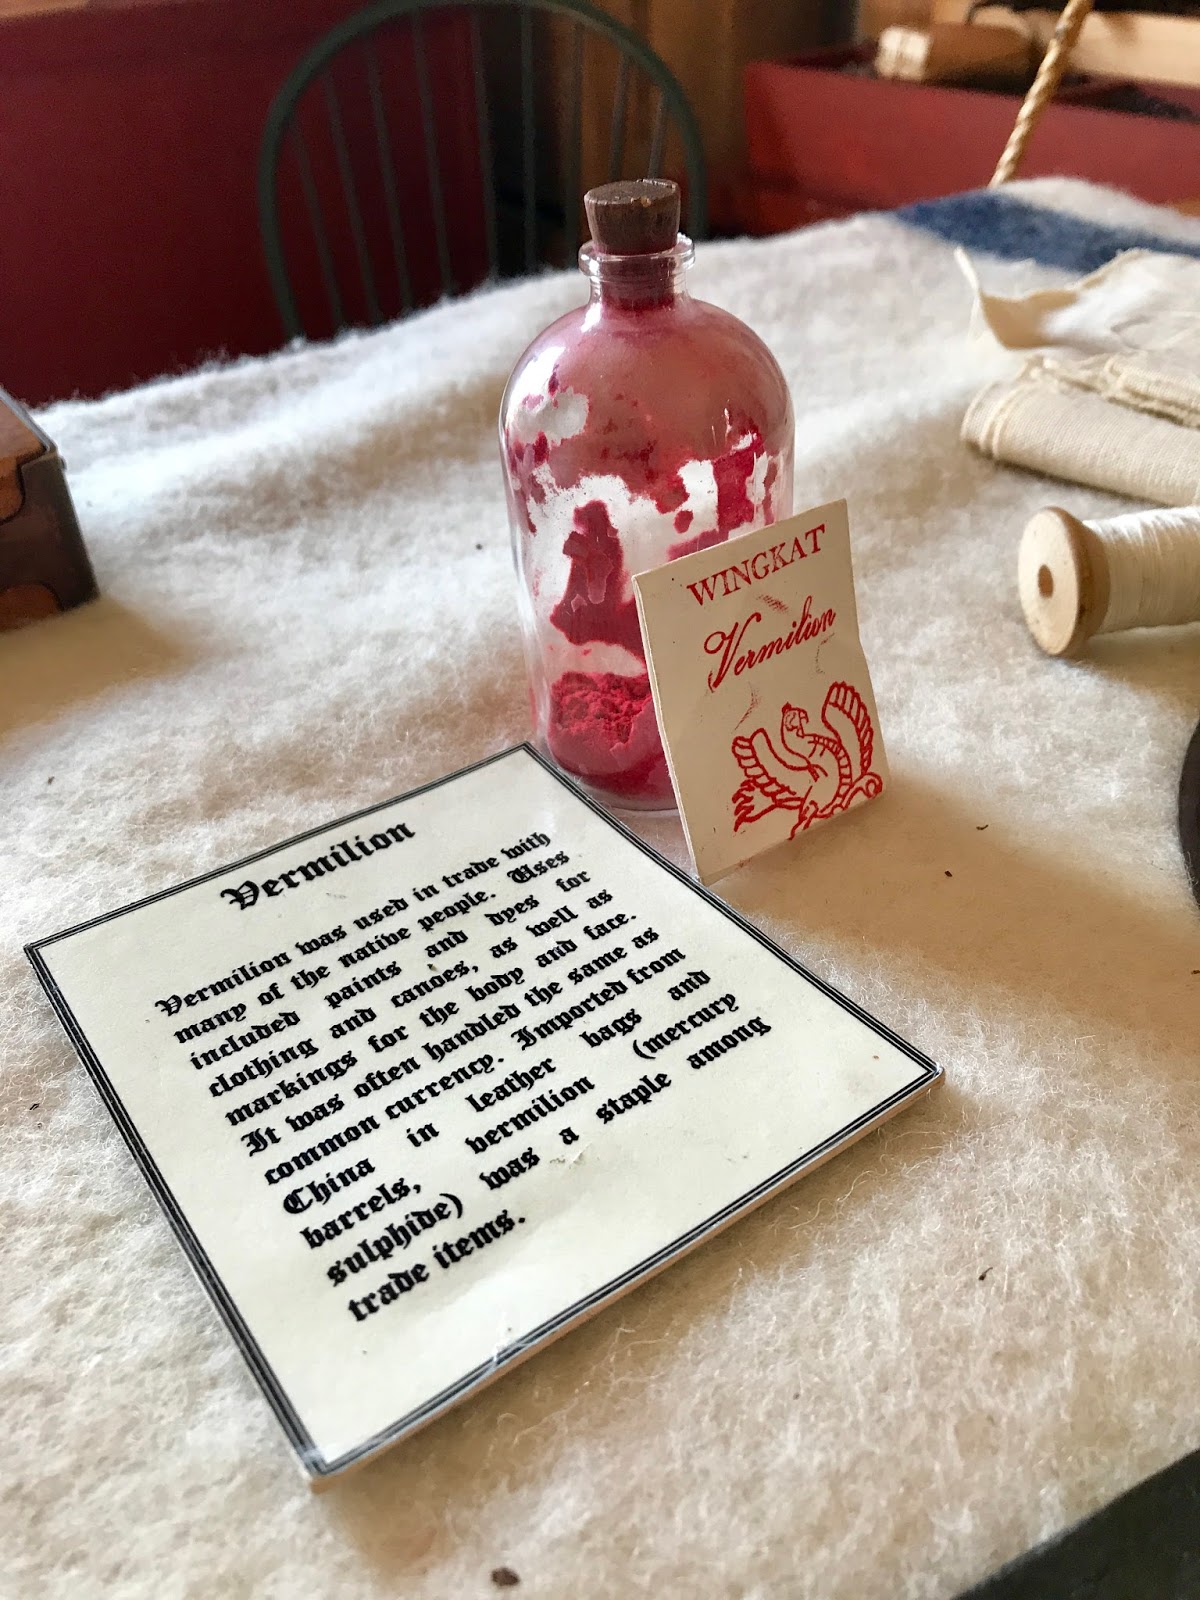 WINGKAT
Vermilion
Vermilion
Vermilion was used in trade with
many of the native people. Uses
included paints and dyes for
clothing and canoes, as well as
markings for the body and face.
It was often handled the same as
common currency. Imported from
China in leather bags and
barrels, vermilion (mercury
sulphide) was a staple among
trade items.